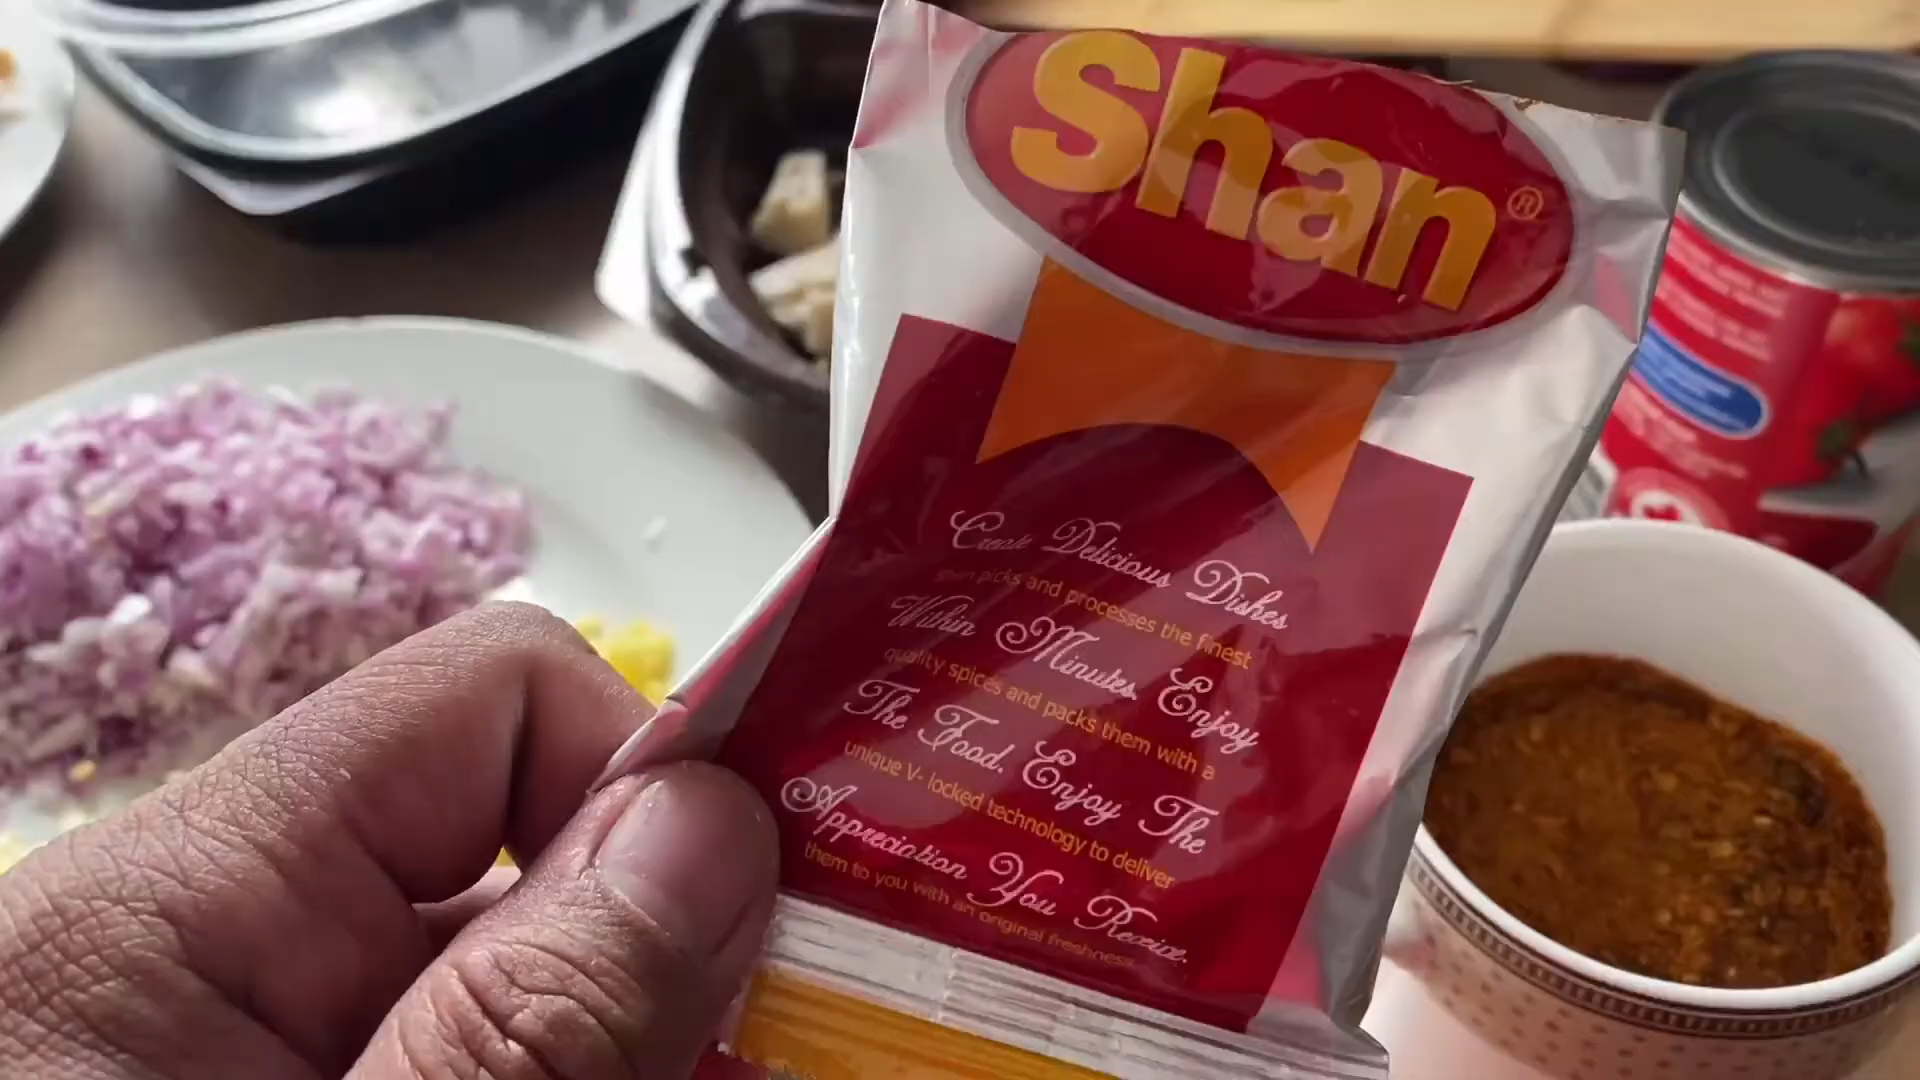 Shan®
Create Delicious Dishes
Shan picks and processes the finest
Within Minutes. Enjoy
quality spices and packs them with a
The Food. Enjoy The
unique V- locked technology to deliver
Appreciation You Receive.
them to you with an original freshness.